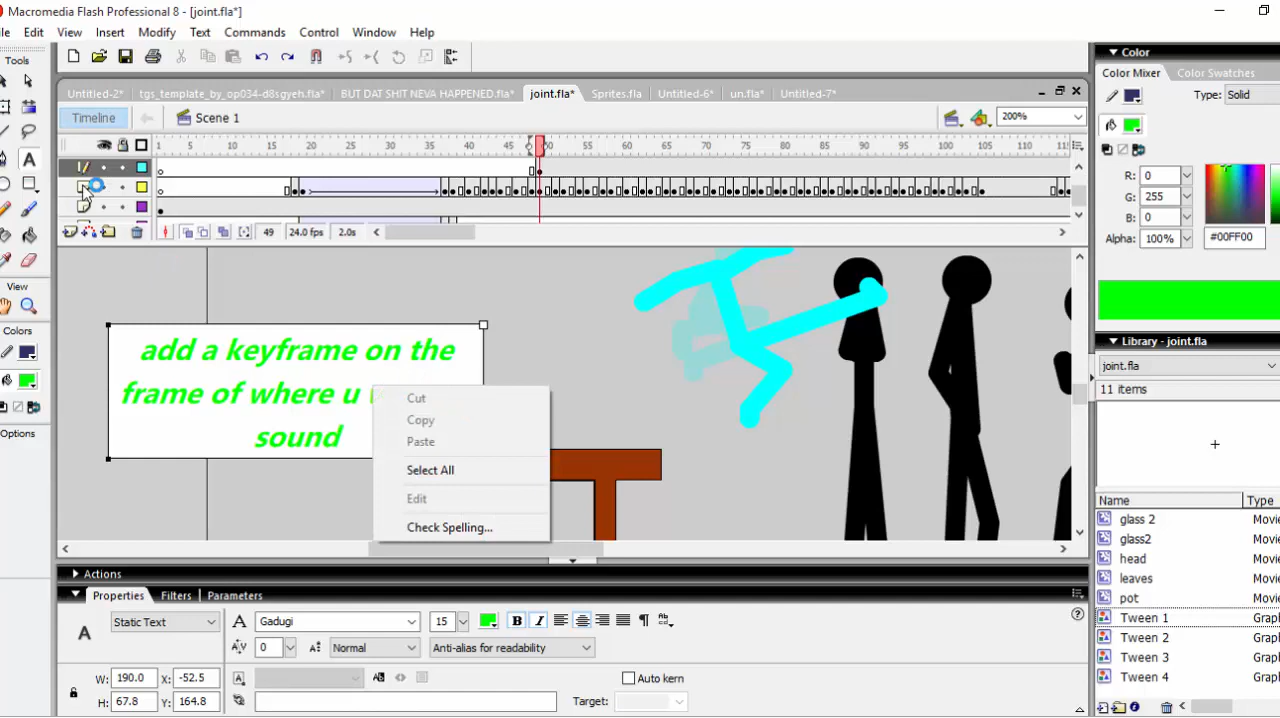 Macromedia Flash Professional 8 - [joint.fla*]
Edit View Insert Modify Text Commands Control Window Help
Tools
Untitled-2* tgs_template_by_op034-d8sgyeh.fla* BUT DAT SHIT NEVA HAPPENED.fla* joint.fla* Sprites.fla Untitled-6* un.fla* Untitled-7*
Timeline Scene 1 200%
1 5 10 15 20 25 30 35 40 45 50 55 60 65 70 75 80 85 90 95 100 105 110
49 24.0 fps 2.0s
View
Colors
Options
add a keyframe on the
frame of where u
sound
Cut
Copy
Paste
Select All
Edit
Check Spelling...
Color
Color Mixer Color Swatches
Type: Solid
R: 0
G: 255
B: 0
Alpha: 100% #00FF00
Library - joint.fla
joint.fla
11 items
Name Type
glass 2
glass2
head
leaves
pot
Tween 1
Tween 2
Tween 3
Tween 4
Actions
Properties Filters Parameters
A Static Text A Gadugi 15 B I
0 Normal Anti-alias for readability
W: 190.0 X: -52.5 Auto kern
H: 67.8 Y: 164.8 Target: